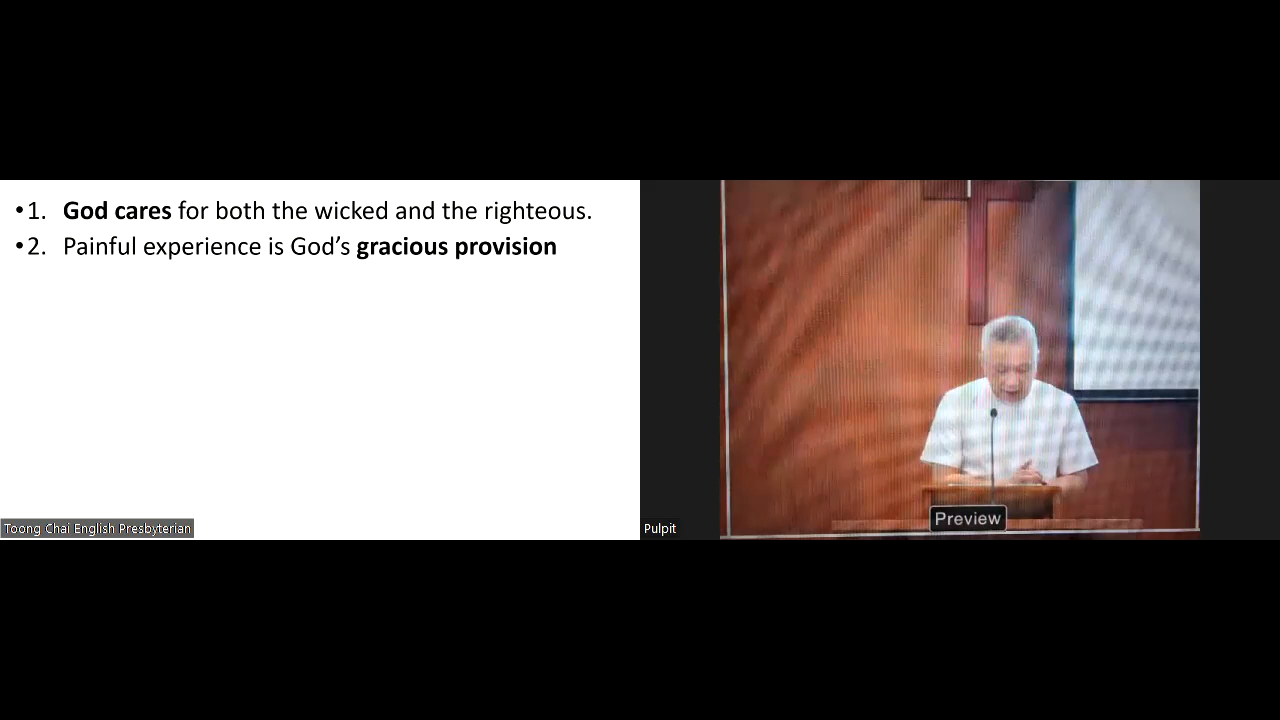 •1. God cares for both the wicked and the righteous.
•2. Painful experience is God’s gracious provision
Toong Chai English Presbyterian
Pulpit
Preview